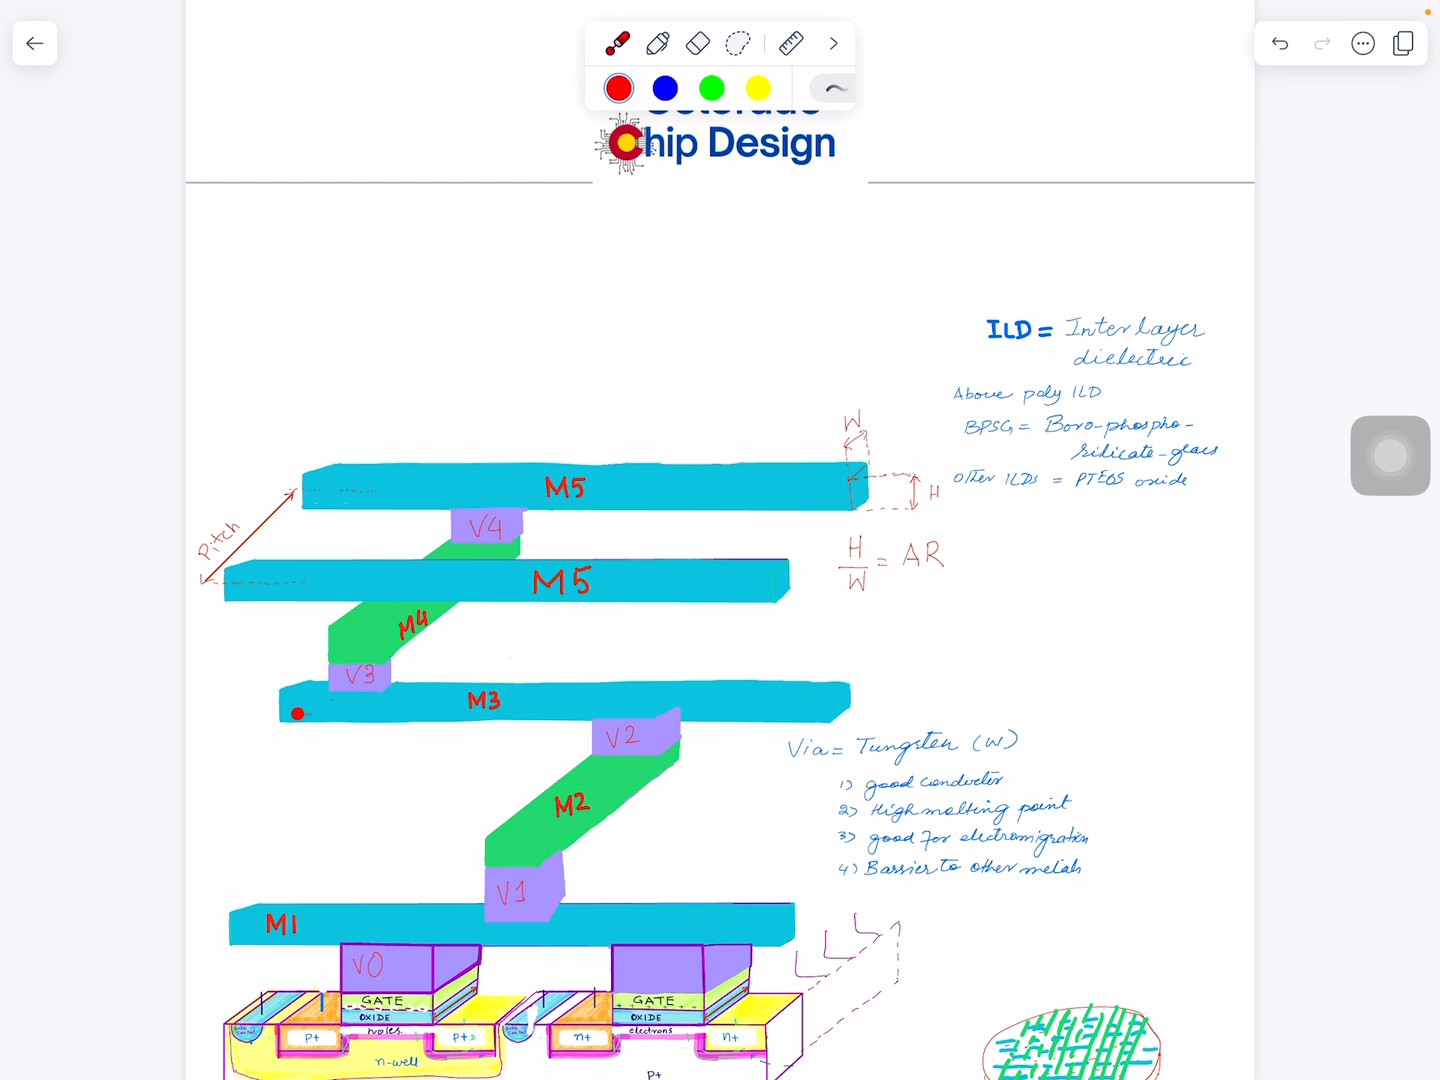 Chip Design
ILD = Inter layer
dielectric
Above poly ILD
BPSG = Boro-phospho-
silicate-glass
Other ILDs = PTEOS oxide
W
M5
H
V4
Pitch
H
W
= AR
M5
M4
V3
M3
V2
Via = Tungsten (W)
1) good conductor
2) High melting point
M2
3) good for electromigration
4) Barrier to other metals
V1
M1
V0
GATE
GATE
OXIDE
OXIDE
holes
electrons
p+
p+
n+
n+
n-well
p+